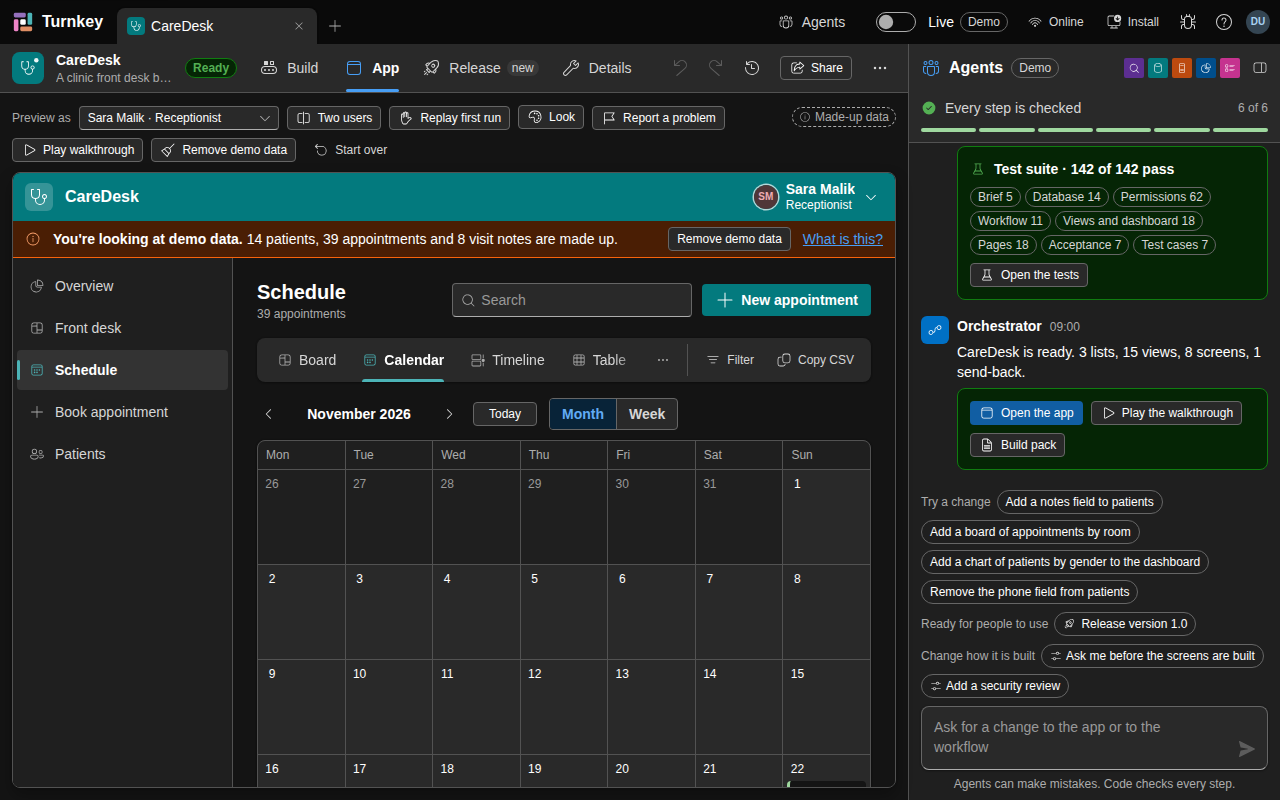 Turnkey
CareDesk
Agents
Live
Demo
Online
Install
DU
CareDesk
A clinic front desk b…
Ready
Build
App
Release new
Details
Share
Agents
Demo
Preview as
Sara Malik · Receptionist
Two users
Replay first run
Look
Report a problem
Made-up data
Play walkthrough
Remove demo data
Start over
Every step is checked
6 of 6
CareDesk
SM
Sara Malik
Receptionist
You're looking at demo data. 14 patients, 39 appointments and 8 visit notes are made up.
Remove demo data
What is this?
Overview
Front desk
Schedule
Book appointment
Patients
Schedule
39 appointments
Search
New appointment
Board
Calendar
Timeline
Table
Filter
Copy CSV
November 2026
Today
Month
Week
Mon Tue Wed Thu Fri Sat Sun
26 27 28 29 30 31 1
2 3 4 5 6 7 8
9 10 11 12 13 14 15
16 17 18 19 20 21 22
Test suite · 142 of 142 pass
Brief 5
Database 14
Permissions 62
Workflow 11
Views and dashboard 18
Pages 18
Acceptance 7
Test cases 7
Open the tests
Orchestrator 09:00
CareDesk is ready. 3 lists, 15 views, 8 screens, 1
send-back.
Open the app
Play the walkthrough
Build pack
Try a change
Add a notes field to patients
Add a board of appointments by room
Add a chart of patients by gender to the dashboard
Remove the phone field from patients
Ready for people to use
Release version 1.0
Change how it is built
Ask me before the screens are built
Add a security review
Ask for a change to the app or to the
workflow
Agents can make mistakes. Code checks every step.